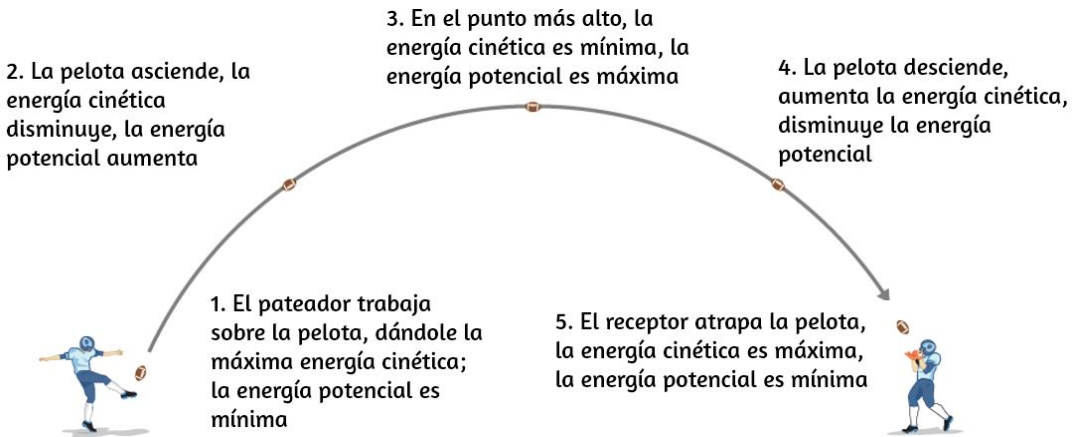 1. El pateador trabaja
sobre la pelota, dándole la
máxima energía cinética;
la energía potencial es
mínima
2. La pelota asciende, la
energía cinética
disminuye, la energía
potencial aumenta
3. En el punto más alto, la
energía cinética es mínima, la
energía potencial es máxima
4. La pelota desciende,
aumenta la energía cinética,
disminuye la energía
potencial
5. El receptor atrapa la pelota,
la energía cinética es máxima,
la energía potencial es mínima